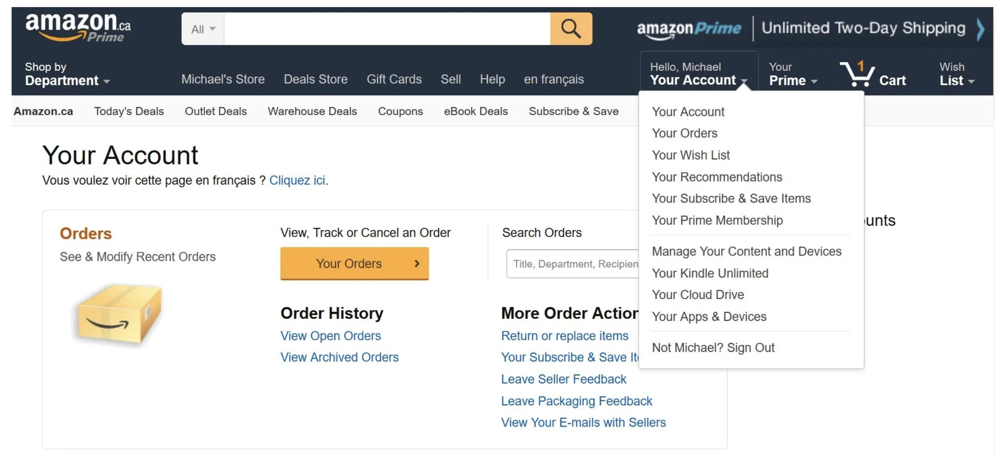 amazon.ca
Prime
All
amazonPrime | Unlimited Two-Day Shipping
Shop by
Department
Michael's Store Deals Store Gift Cards Sell Help en français
Hello, Michael
Your Account
Your
Prime
1
Cart
Wish
List
Amazon.ca Today's Deals Outlet Deals Warehouse Deals Coupons eBook Deals Subscribe & Save
Your Account
Your Orders
Your Wish List
Your Recommendations
Your Subscribe & Save Items
Your Prime Membership
Manage Your Content and Devices
Your Kindle Unlimited
Your Cloud Drive
Your Apps & Devices
Not Michael? Sign Out
Your Account
Vous voulez voir cette page en français ? Cliquez ici.
Orders
See & Modify Recent Orders
View, Track or Cancel an Order
Your Orders
Search Orders
Title, Department, Recipien
unts
Order History
View Open Orders
View Archived Orders
More Order Action
Return or replace items
Your Subscribe & Save Ite
Leave Seller Feedback
Leave Packaging Feedback
View Your E-mails with Sellers